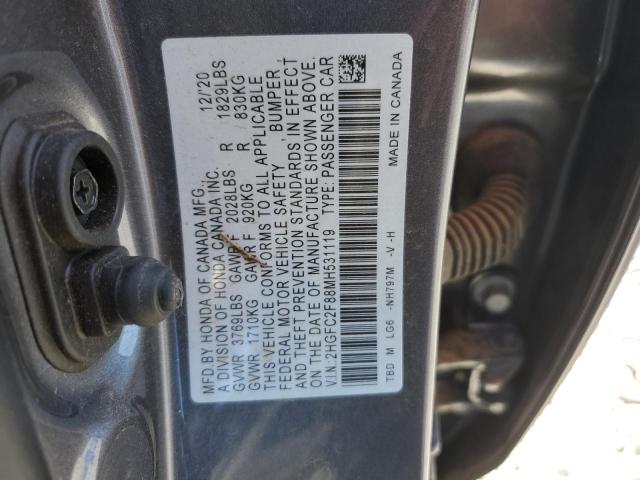 MFD. BY HONDA OF CANADA MFG., 12/'20
A DIVISION OF HONDA CANADA INC.
GVWR 3769LBS GAWR F 2028LBS R 1829LBS
GVWR 1710KG GAWR F 920KG R 830KG
THIS VEHICLE CONFORMS TO ALL APPLICABLE
FEDERAL MOTOR VEHICLE SAFETY, BUMPER,
AND THEFT PREVENTION STANDARDS IN EFFECT
ON THE DATE OF MANUFACTURE SHOWN ABOVE.
V.I.N.:2HGFC2F88MH531119 TYPE: PASSENGER CAR
TBD M LG6 -NH797M -V-H MADE IN CANADA